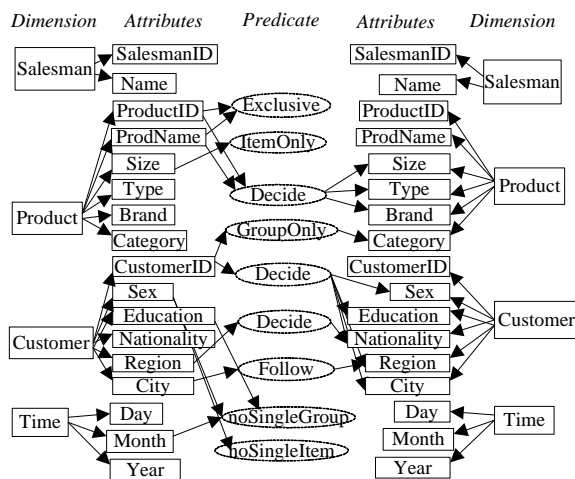 Dimension Attributes Predicate Attributes Dimension
SalesmanID SalesmanID
Salesman Salesman
Name Name
ProductID Exclusive ProductID
ProdName ItemOnly ProdName
Size Size
Type Decide Type
Product Product
Brand Brand
Category GroupOnly Category
CustomerID Decide CustomerID
Sex Sex
Education Decide Education
Customer Customer
Nationality Nationality
Region Follow Region
City City
Day noSingleGroup Day
Time Time
Month Month
noSingleItem
Year Year